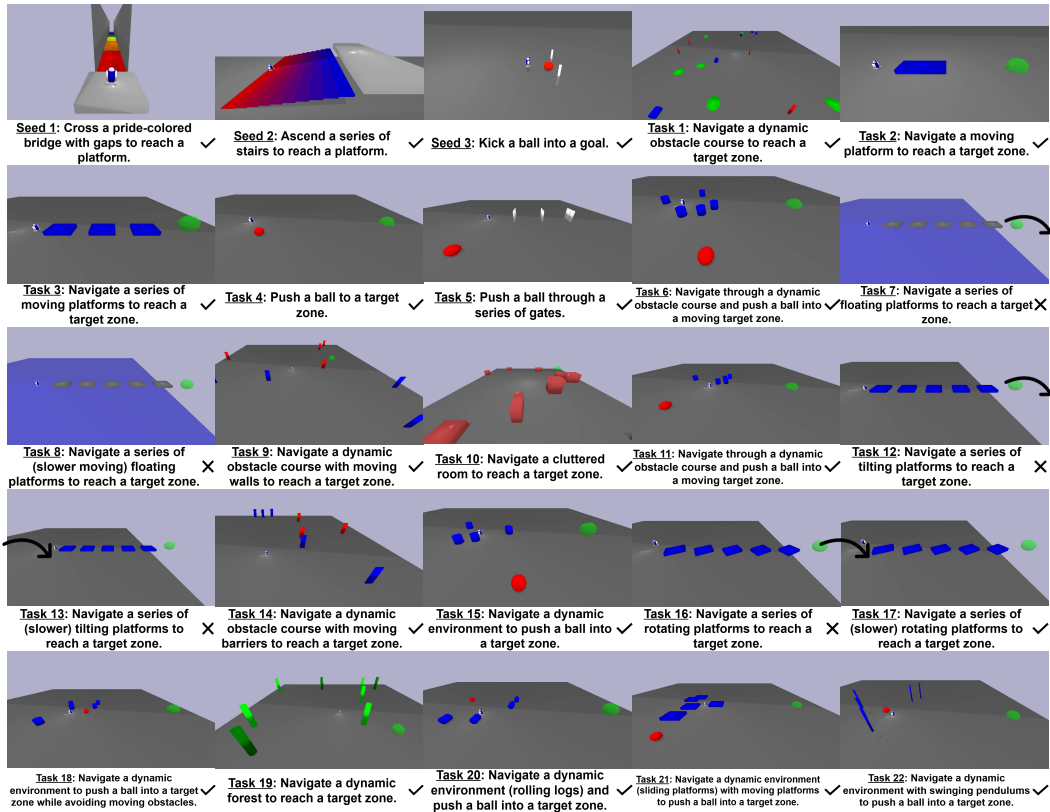 Seed 1: Cross a pride-colored
bridge with gaps to reach a
platform.
Seed 2: Ascend a series of
stairs to reach a platform.
Seed 3: Kick a ball into a goal.
Task 1: Navigate a dynamic
obstacle course to reach a
target zone.
Task 2: Navigate a moving
platform to reach a target zone.
Task 3: Navigate a series of
moving platforms to reach a
target zone.
Task 4: Push a ball to a target
zone.
Task 5: Push a ball through a
series of gates.
Task 6: Navigate through a dynamic
obstacle course and push a ball into
a moving target zone.
Task 7: Navigate a series of
floating platforms to reach a target
zone.
Task 8: Navigate a series of
(slower moving) floating
platforms to reach a target zone.
Task 9: Navigate a dynamic
obstacle course with moving
walls to reach a target zone.
Task 10: Navigate a cluttered
room to reach a target zone.
Task 11: Navigate through a dynamic
obstacle course and push a ball into
a moving target zone.
Task 12: Navigate a series of
tilting platforms to reach a
target zone.
Task 13: Navigate a series of
(slower) tilting platforms to
reach a target zone.
Task 14: Navigate a dynamic
obstacle course with moving
barriers to reach a target zone.
Task 15: Navigate a dynamic
environment to push a ball into
a target zone.
Task 16: Navigate a series of
rotating platforms to reach a
target zone.
Task 17: Navigate a series of
(slower) rotating platforms to
reach a target zone.
Task 18: Navigate a dynamic
environment to push a ball into a target
zone while avoiding moving obstacles.
Task 19: Navigate a dynamic
forest to reach a target zone.
Task 20: Navigate a dynamic
environment (rolling logs) and
push a ball into a target zone.
Task 21: Navigate a dynamic environment
(sliding platforms) with moving platforms
to push a ball into a target zone.
Task 22: Navigate a dynamic
environment with swinging pendulums
to push a ball into a target zone.